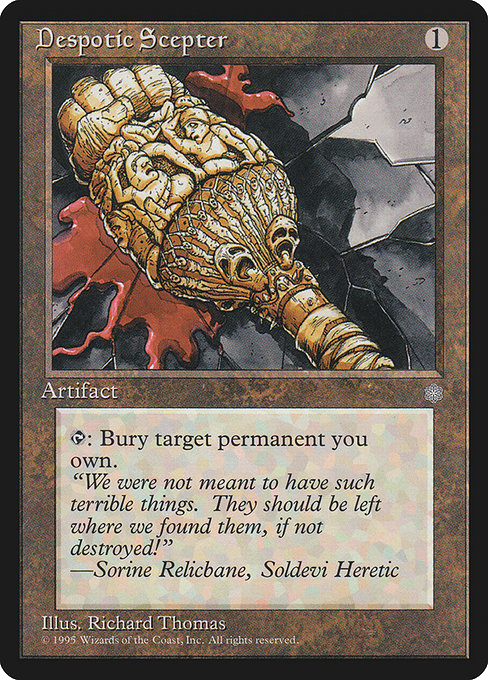 Despotic Scepter 1
Artifact
: Bury target permanent you
own.
“We were not meant to have such
terrible things. They should be left
where we found them, if not
destroyed!”
—Sorine Relicbane, Soldevi Heretic
Illus. Richard Thomas
© 1995 Wizards of the Coast, Inc. All rights reserved.